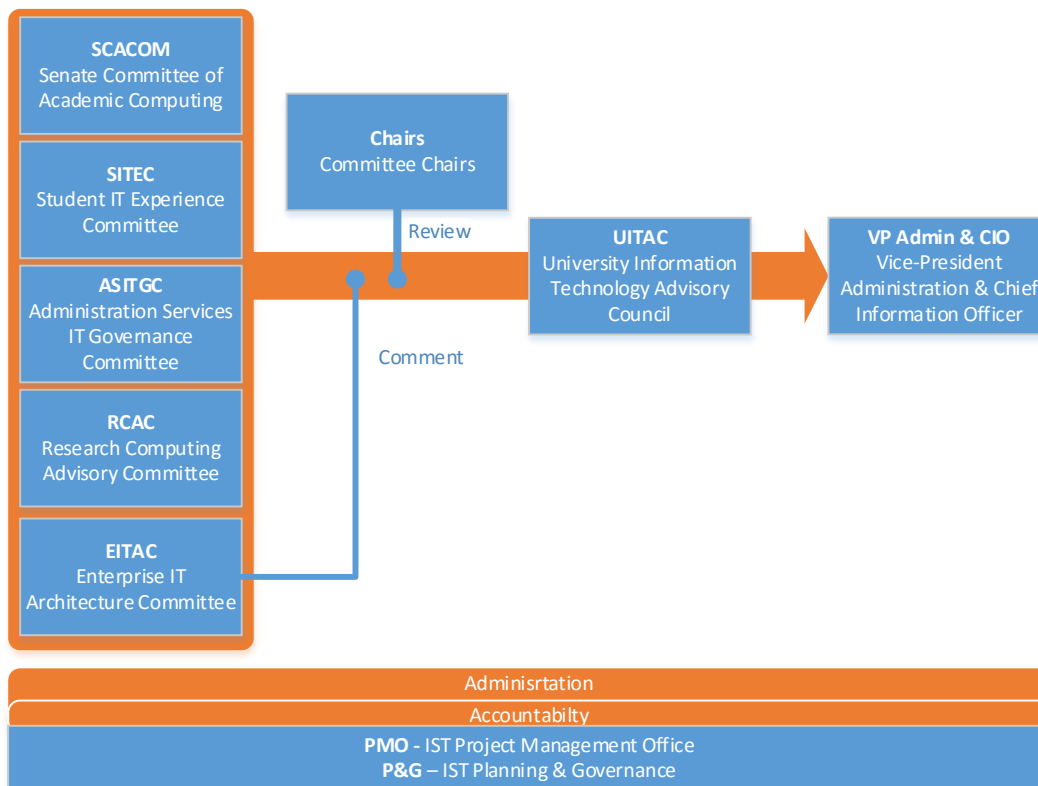 SCACOM
Senate Committee of
Academic Computing
SITEC
Student IT Experience
Committee
ASITGC
Administration Services
IT Governance
Committee
RCAC
Research Computing
Advisory Committee
EITAC
Enterprise IT
Architecture Committee
Chairs
Committee Chairs
Review
Comment
UITAC
University Information
Technology Advisory
Council
VP Admin & CIO
Vice-President
Administration & Chief
Information Officer
Adminisrtation
Accountabilty
PMO - IST Project Management Office
P&G – IST Planning & Governance